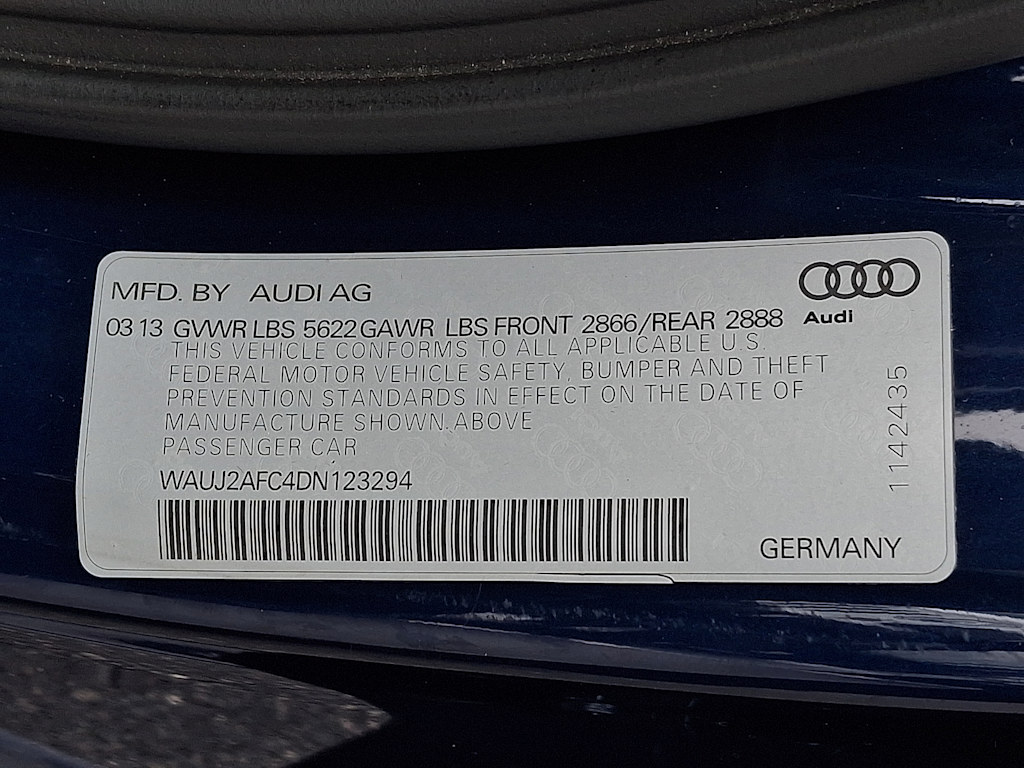 MFD. BY AUDI AG
03 13 GVWR LBS 5622 GAWR LBS FRONT 2866/REAR 2888
THIS VEHICLE CONFORMS TO ALL APPLICABLE U.S.
FEDERAL MOTOR VEHICLE SAFETY, BUMPER AND THEFT
PREVENTION STANDARDS IN EFFECT ON THE DATE OF
MANUFACTURE SHOWN.ABOVE
PASSENGER CAR
WAUJ2AFC4DN123294
Audi
1142435
GERMANY